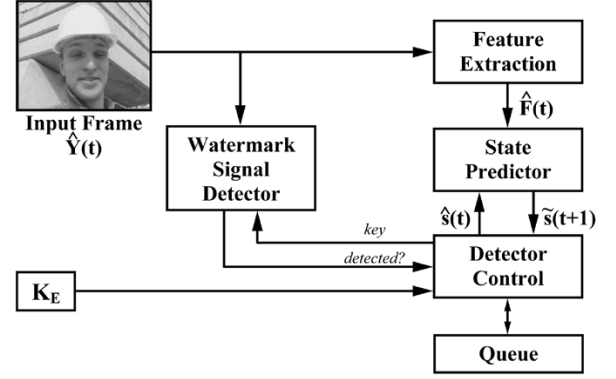 Feature
Extraction
Input Frame
Ŷ(t)
F̂(t)
Watermark
Signal
Detector
State
Predictor
ŝ(t)
s̃(t+1)
key
detected?
Detector
Control
K_E
Queue